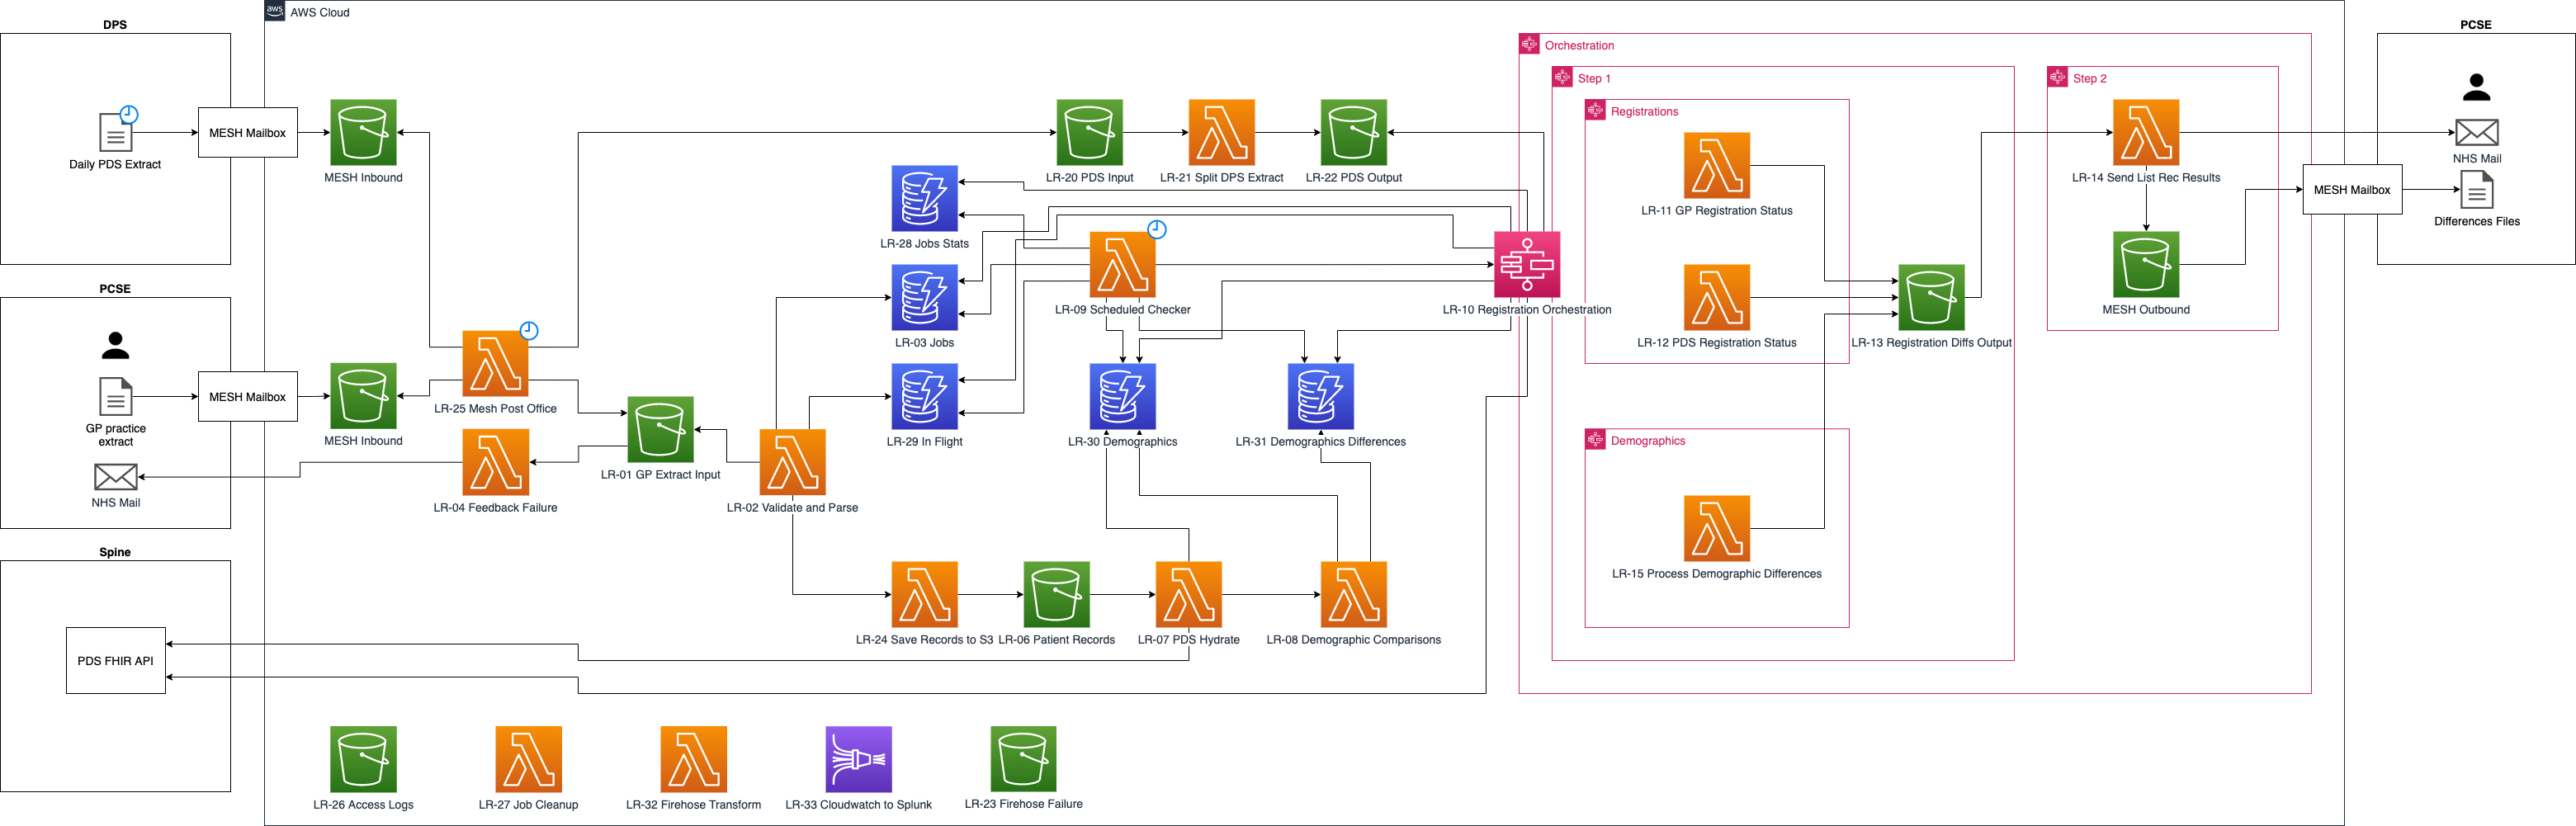 DPS
Daily PDS Extract
MESH Mailbox
PCSE
GP practice
extract
NHS Mail
MESH Mailbox
Spine
PDS FHIR API
aws
AWS Cloud
MESH Inbound
MESH Inbound
LR-25 Mesh Post Office
LR-04 Feedback Failure
LR-01 GP Extract Input
LR-02 Validate and Parse
LR-20 PDS Input
LR-21 Split DPS Extract
LR-22 PDS Output
LR-28 Jobs Stats
LR-03 Jobs
LR-29 In Flight
LR-09 Scheduled Checker
LR-10 Registration Orchestration
LR-30 Demographics
LR-31 Demographics Differences
LR-24 Save Records to S3
LR-06 Patient Records
LR-07 PDS Hydrate
LR-08 Demographic Comparisons
LR-26 Access Logs
LR-27 Job Cleanup
LR-32 Firehose Transform
LR-33 Cloudwatch to Splunk
LR-23 Firehose Failure
Orchestration
Step 1
Registrations
LR-11 GP Registration Status
LR-12 PDS Registration Status
LR-13 Registration Diffs Output
Demographics
LR-15 Process Demographic Differences
Step 2
LR-14 Send List Rec Results
MESH Outbound
MESH Mailbox
PCSE
NHS Mail
Differences Files